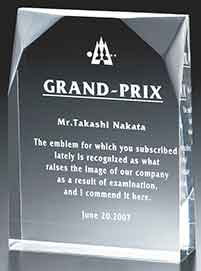 GRAND-PRIX
Mr.Takashi Nakata
The emblem for which you subscribed
lately is recognized as what
raises the image of our company
as a result of examination,
and I commend it here.
June 20.2007